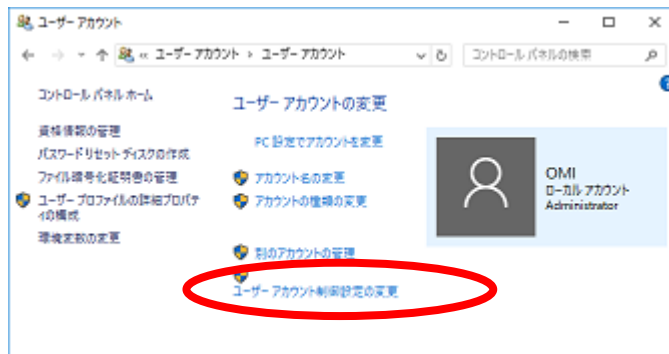 ユーザー アカウント
« ユーザー アカウント › ユーザー アカウント
コントロール パネルの検索
コントロール パネル ホーム
資格情報の管理
パスワード リセット ディスクの作成
ファイル暗号化証明書の管理
ユーザー プロファイルの詳細プロパテ
ィの構成
環境変数の変更
ユーザー アカウントの変更
PC 設定でアカウントを変更
アカウント名の変更
アカウントの種類の変更
別のアカウントの管理
ユーザー アカウント制御設定の変更
OMI
ローカル アカウント
Administrator